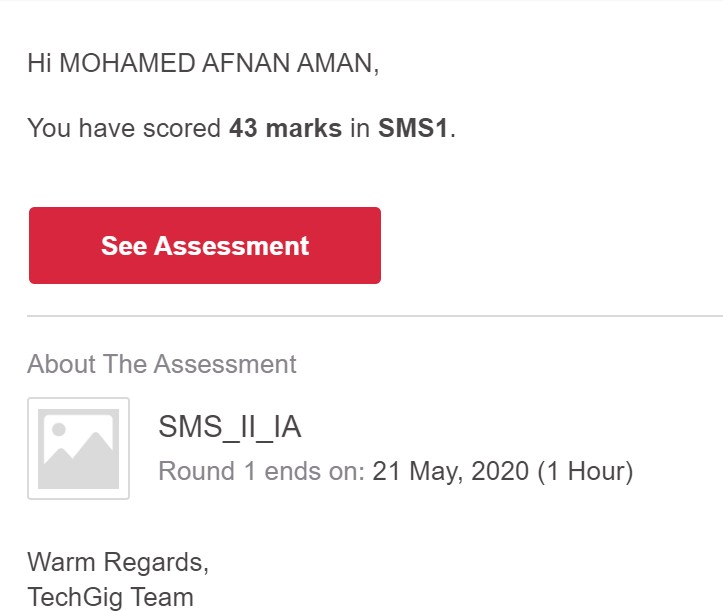 Hi MOHAMED AFNAN AMAN,
You have scored 43 marks in SMS1.
See Assessment
About The Assessment
SMS_II_IA
Round 1 ends on: 21 May, 2020 (1 Hour)
Warm Regards,
TechGig Team